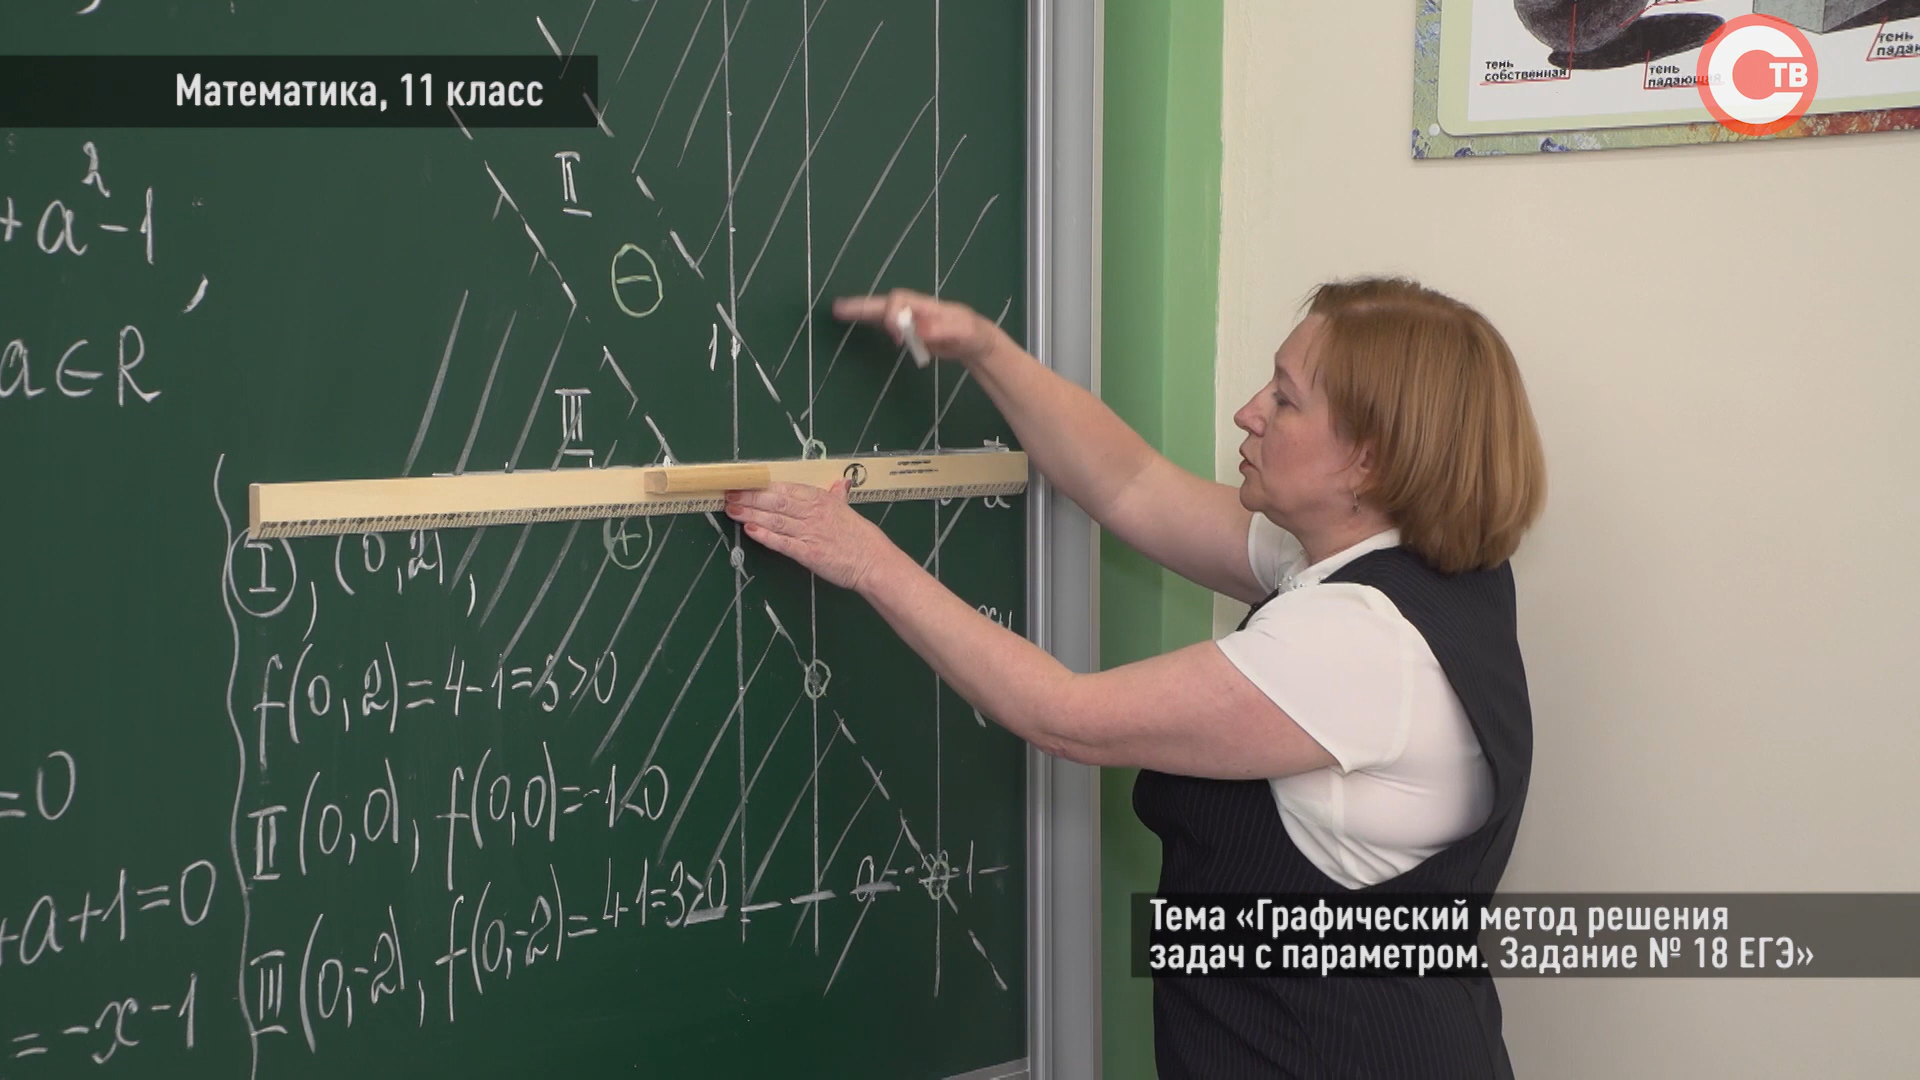 Математика, 11 класс
тень
собственная
тень
падающая
тень
СТВ
+a²-1
,
a∈R
II
⊖
1
III
⊕
a
I, (0,2),
f(0,2)=4-1=3>0
=0
II(0,0), f(0,0)=-1<0
+a+1=0
III(0,-2), f(0,-2)=4-1=3>0
=-x-1
Тема «Графический метод решения
задач с параметром. Задание № 18 ЕГЭ»